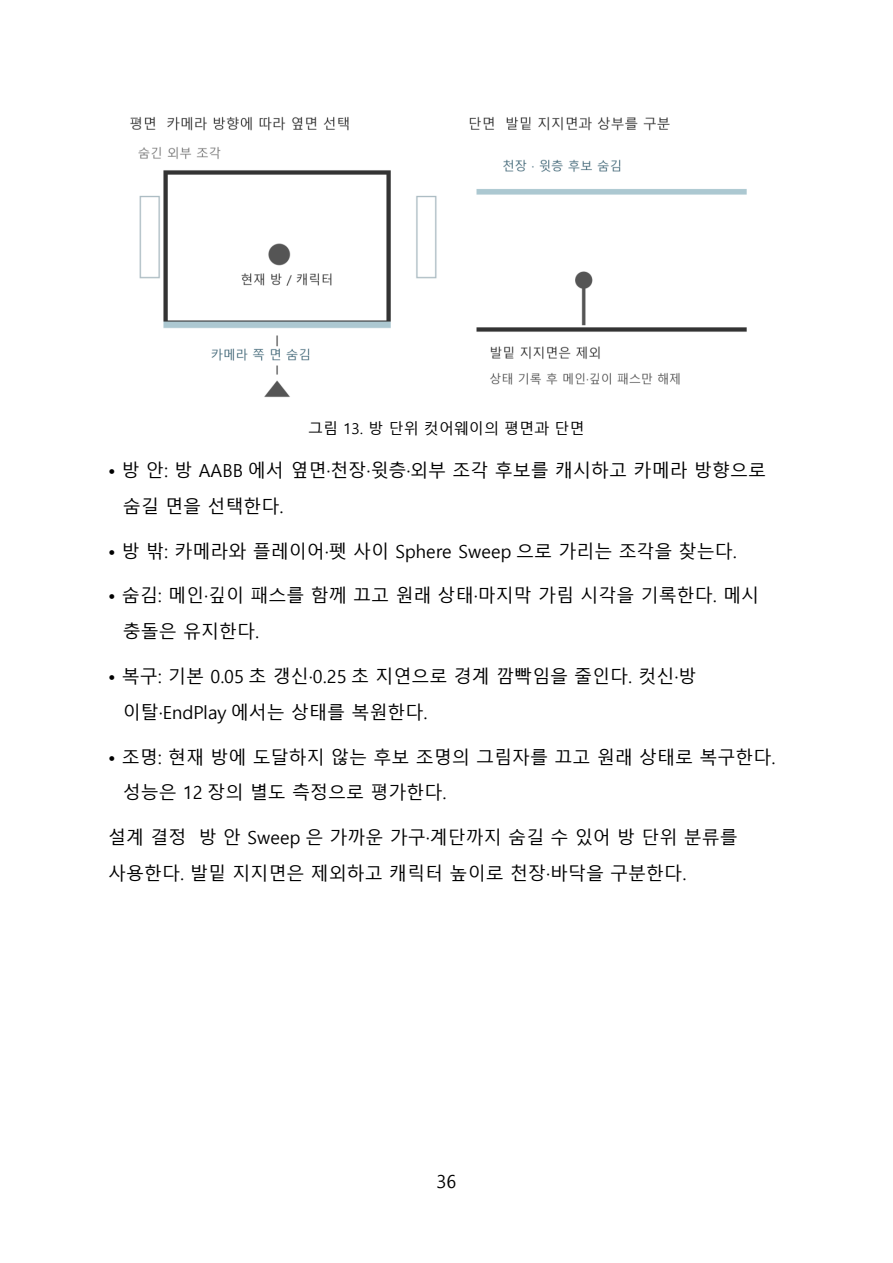 평면 카메라 방향에 따라 옆면 선택
숨긴 외부 조각
현재 방 / 캐릭터
카메라 쪽 면 숨김
단면 발밑 지지면과 상부를 구분
천장 · 윗층 후보 숨김
발밑 지지면은 제외
상태 기록 후 메인·깊이 패스만 해제
그림 13. 방 단위 컷어웨이의 평면과 단면
• 방 안: 방 AABB 에서 옆면·천장·윗층·외부 조각 후보를 캐시하고 카메라 방향으로
숨길 면을 선택한다.
• 방 밖: 카메라와 플레이어·펫 사이 Sphere Sweep 으로 가리는 조각을 찾는다.
• 숨김: 메인·깊이 패스를 함께 끄고 원래 상태·마지막 가림 시각을 기록한다. 메시
충돌은 유지한다.
• 복구: 기본 0.05 초 갱신·0.25 초 지연으로 경계 깜빡임을 줄인다. 컷신·방
이탈·EndPlay 에서는 상태를 복원한다.
• 조명: 현재 방에 도달하지 않는 후보 조명의 그림자를 끄고 원래 상태로 복구한다.
성능은 12 장의 별도 측정으로 평가한다.
설계 결정 방 안 Sweep 은 가까운 가구·계단까지 숨길 수 있어 방 단위 분류를
사용한다. 발밑 지지면은 제외하고 캐릭터 높이로 천장·바닥을 구분한다.
36